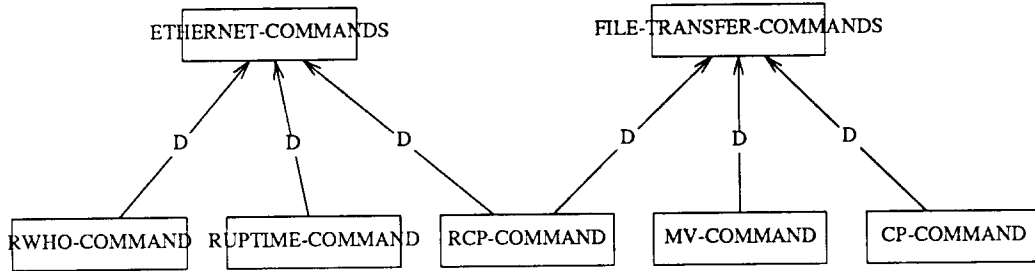 ETHERNET-COMMANDS
FILE-TRANSFER-COMMANDS
D
D
D
D
D
D
RWHO-COMMAND
RUPTIME-COMMAND
RCP-COMMAND
MV-COMMAND
CP-COMMAND